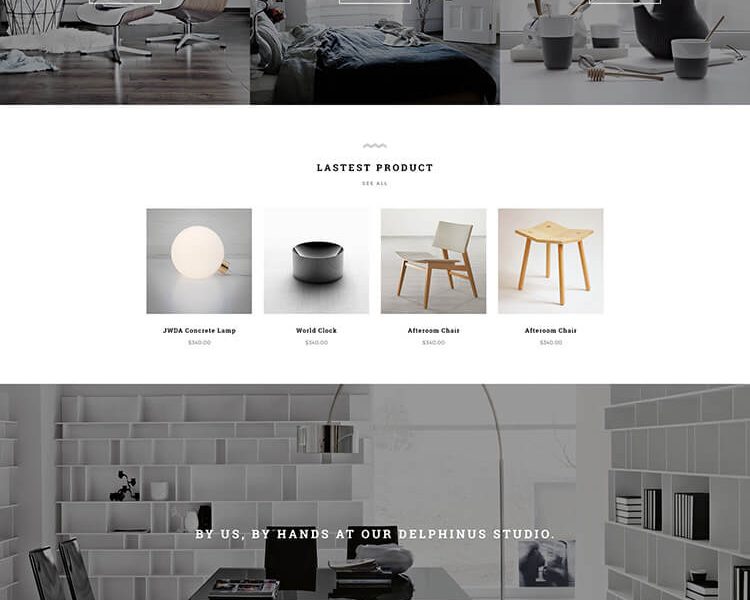 LASTEST PRODUCT
SEE ALL
JWDA Concrete Lamp
World Clock
Afteroom Chair
Afteroom Chair
$340.00
$340.00
$340.00
$340.00
BY US, BY HANDS AT OUR DELPHINUS STUDIO.